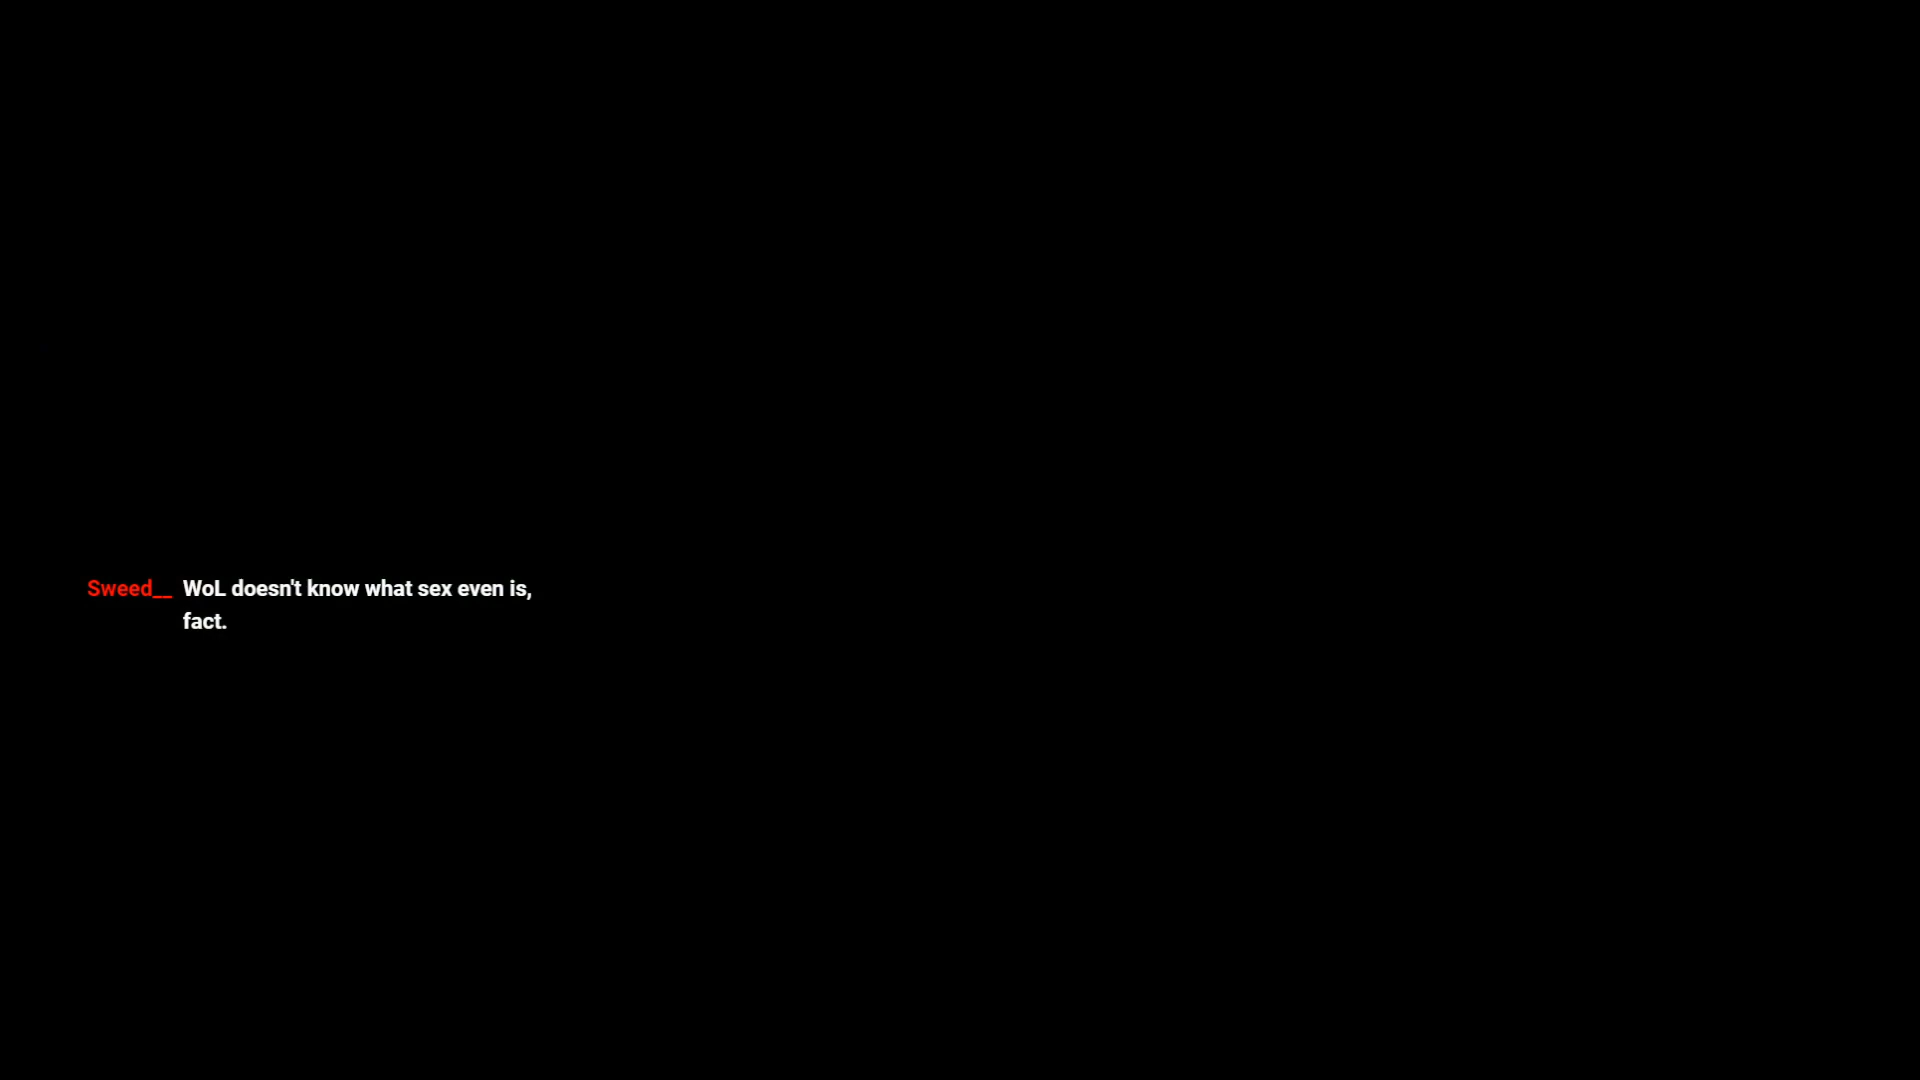 Sweed__ WoL doesn't know what sex even is,
fact.